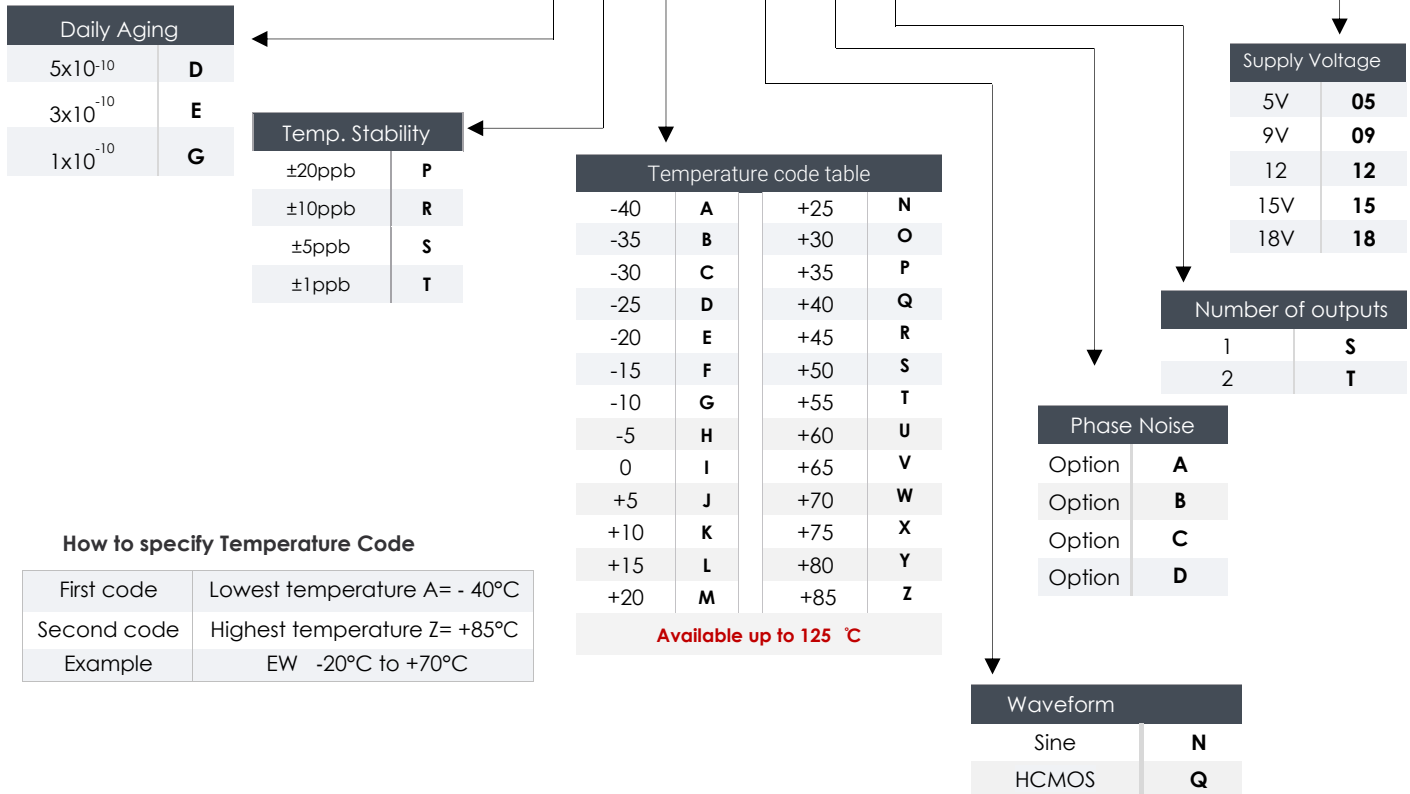 Daily Aging
5x10-10 D
3x10-10 E
1x10-10 G
Temp. Stability
±20ppb P
±10ppb R
±5ppb S
±1ppb T
Temperature code table
-40 A +25 N
-35 B +30 O
-30 C +35 P
-25 D +40 Q
-20 E +45 R
-15 F +50 S
-10 G +55 T
-5 H +60 U
0 I +65 V
+5 J +70 W
+10 K +75 X
+15 L +80 Y
+20 M +85 Z
Available up to 125 ℃
Supply Voltage
5V 05
9V 09
12 12
15V 15
18V 18
Number of outputs
1 S
2 T
Phase Noise
Option A
Option B
Option C
Option D
How to specify Temperature Code
First code Lowest temperature A= - 40°C
Second code Highest temperature Z= +85°C
Example EW -20°C to +70°C
Waveform
Sine N
HCMOS Q